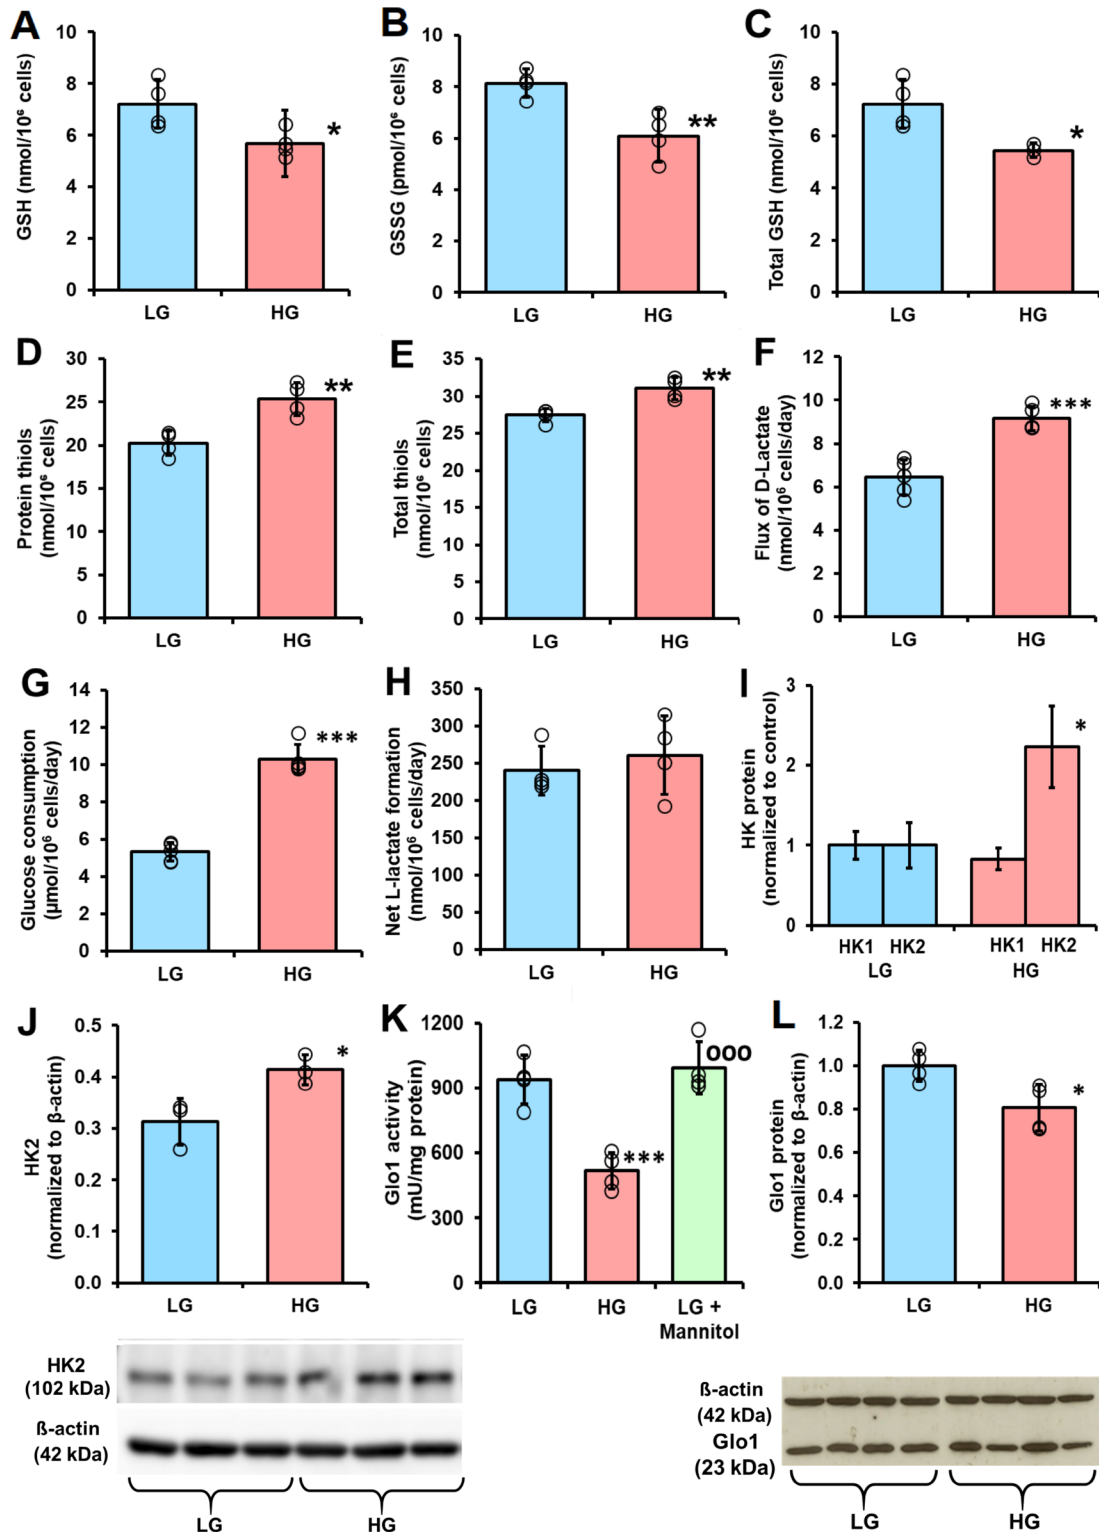 A
GSH (nmol/10⁶ cells)
10
8
6
4
2
0
*
LG
HG
B
GSSG (pmol/10⁶ cells)
10
8
6
4
2
0
**
LG
HG
C
Total GSH (nmol/10⁶ cells)
10
8
6
4
2
0
*
LG
HG
D
Protein thiols
(nmol/10⁶ cells)
30
25
20
15
10
5
0
**
LG
HG
E
Total thiols
(nmol/10⁶ cells)
35
30
25
20
15
10
5
0
**
LG
HG
F
Flux of D-Lactate
(nmol/10⁶ cells/day)
12
10
8
6
4
2
0
***
LG
HG
G
Glucose consumption
(μmol/10⁶ cells/day)
14
12
10
8
6
4
2
0
***
LG
HG
H
Net L-lactate formation
(nmol/10⁶ cells/day)
350
300
250
200
150
100
50
0
LG
HG
I
HK protein
(normalized to control)
3
2
1
0
*
HK1 HK2 HK1 HK2
LG
HG
J
HK2
(normalized to β-actin)
0.5
0.4
0.3
0.2
0.1
0.0
*
LG
HG
K
Glo1 activity
(mU/mg protein)
1200
900
600
300
0
***
ooo
LG
HG
LG +
Mannitol
L
Glo1 protein
(normalized to β-actin)
1.2
1.0
0.8
0.6
0.4
0.2
0.0
*
LG
HG
HK2
(102 kDa)
ß-actin
(42 kDa)
LG
HG
ß-actin
(42 kDa)
Glo1
(23 kDa)
LG
HG